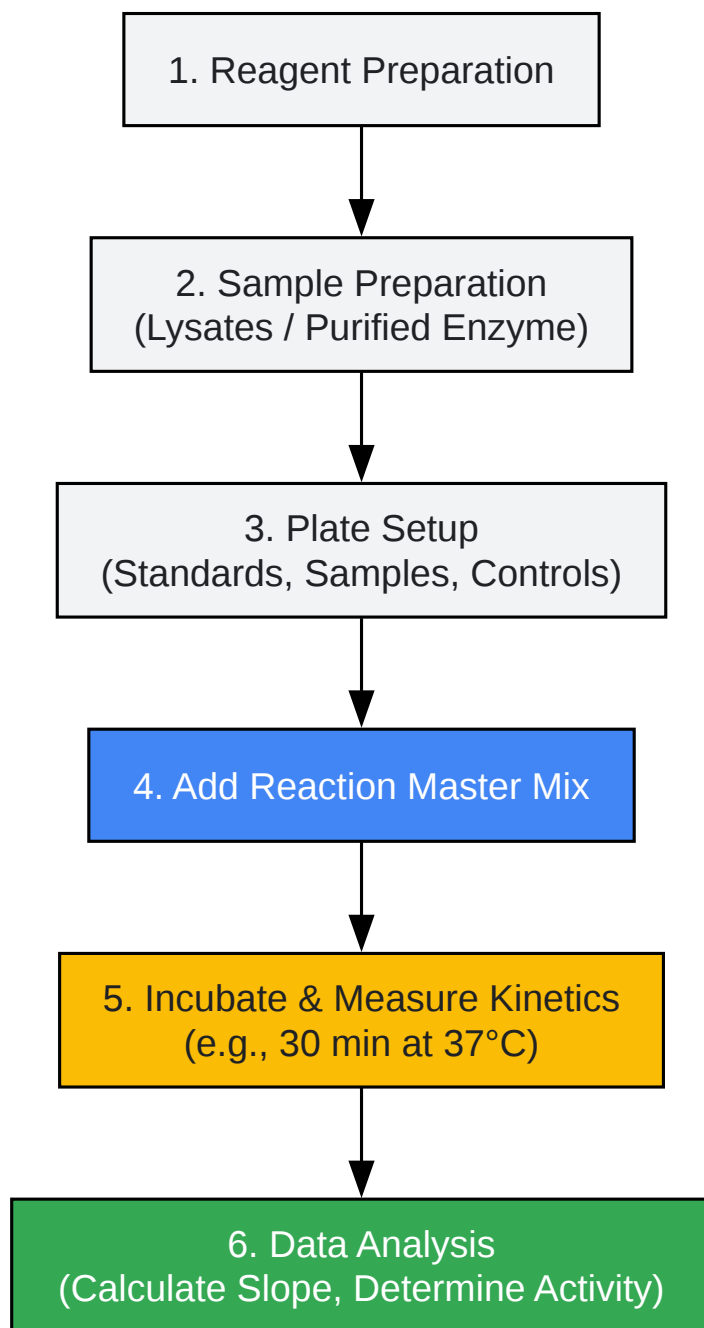 1. Reagent Preparation
2. Sample Preparation
(Lysates / Purified Enzyme)
3. Plate Setup
(Standards, Samples, Controls)
4. Add Reaction Master Mix
5. Incubate & Measure Kinetics
(e.g., 30 min at 37°C)
6. Data Analysis
(Calculate Slope, Determine Activity)